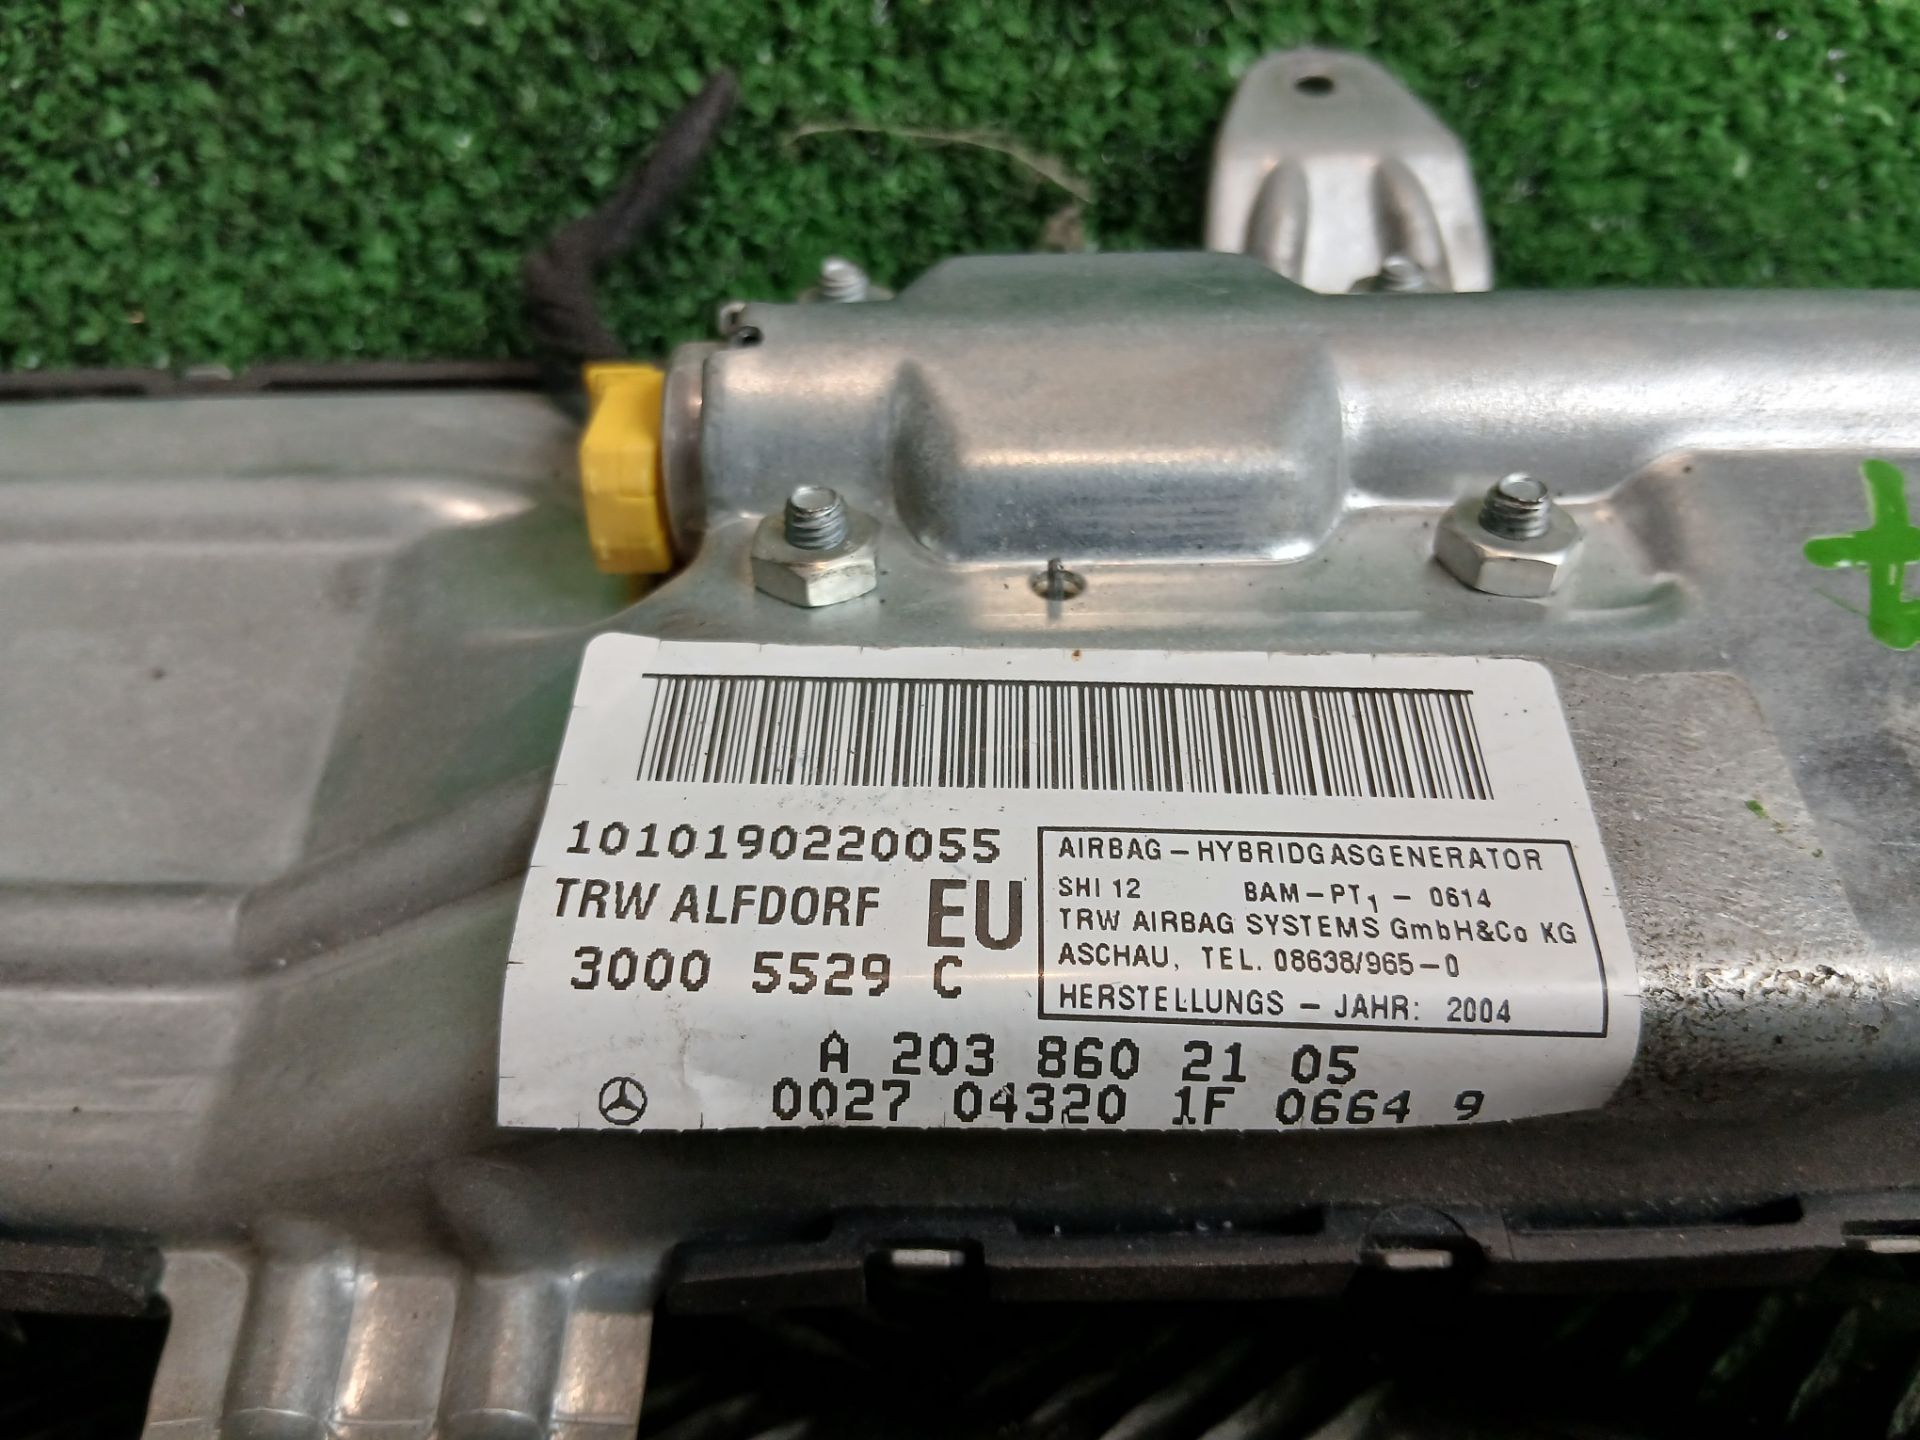 1010190220055
TRW ALFDORF EU
3000 5529 C
AIRBAG – HYBRIDGASGENERATOR
SHI 12 BAM – PT1 – 0614
TRW AIRBAG SYSTEMS GmbH&Co KG
ASCHAU, TEL. 08638/965-0
HERSTELLUNGS – JAHR: 2004
A 203 860 21 05
0027 04320 1F 0664 9